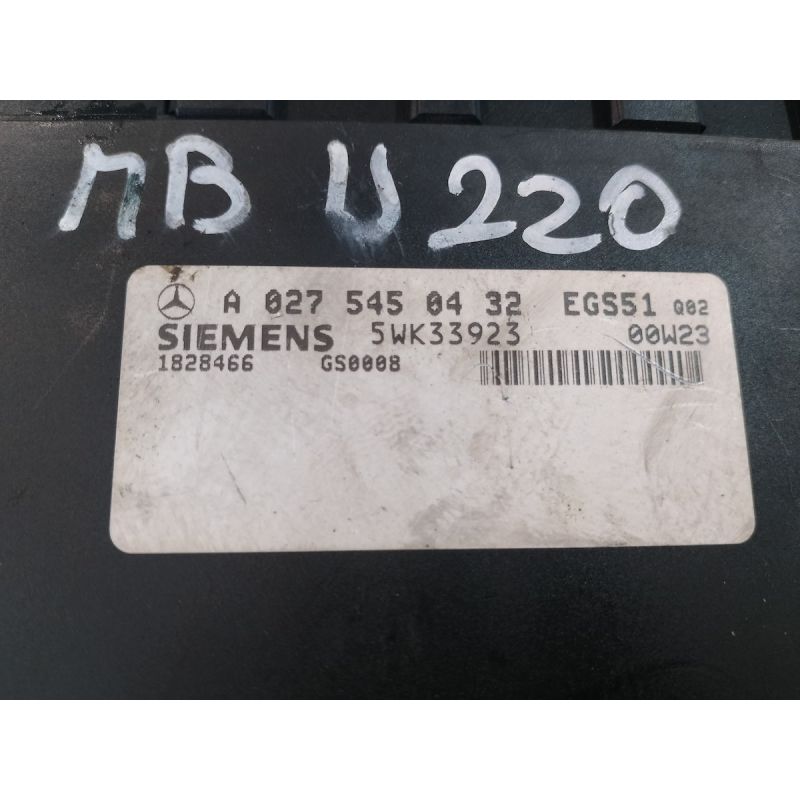 MB U220
A 027 545 04 32 EGS51 Q02
SIEMENS 5WK33923 00W23
1828466 GS0008